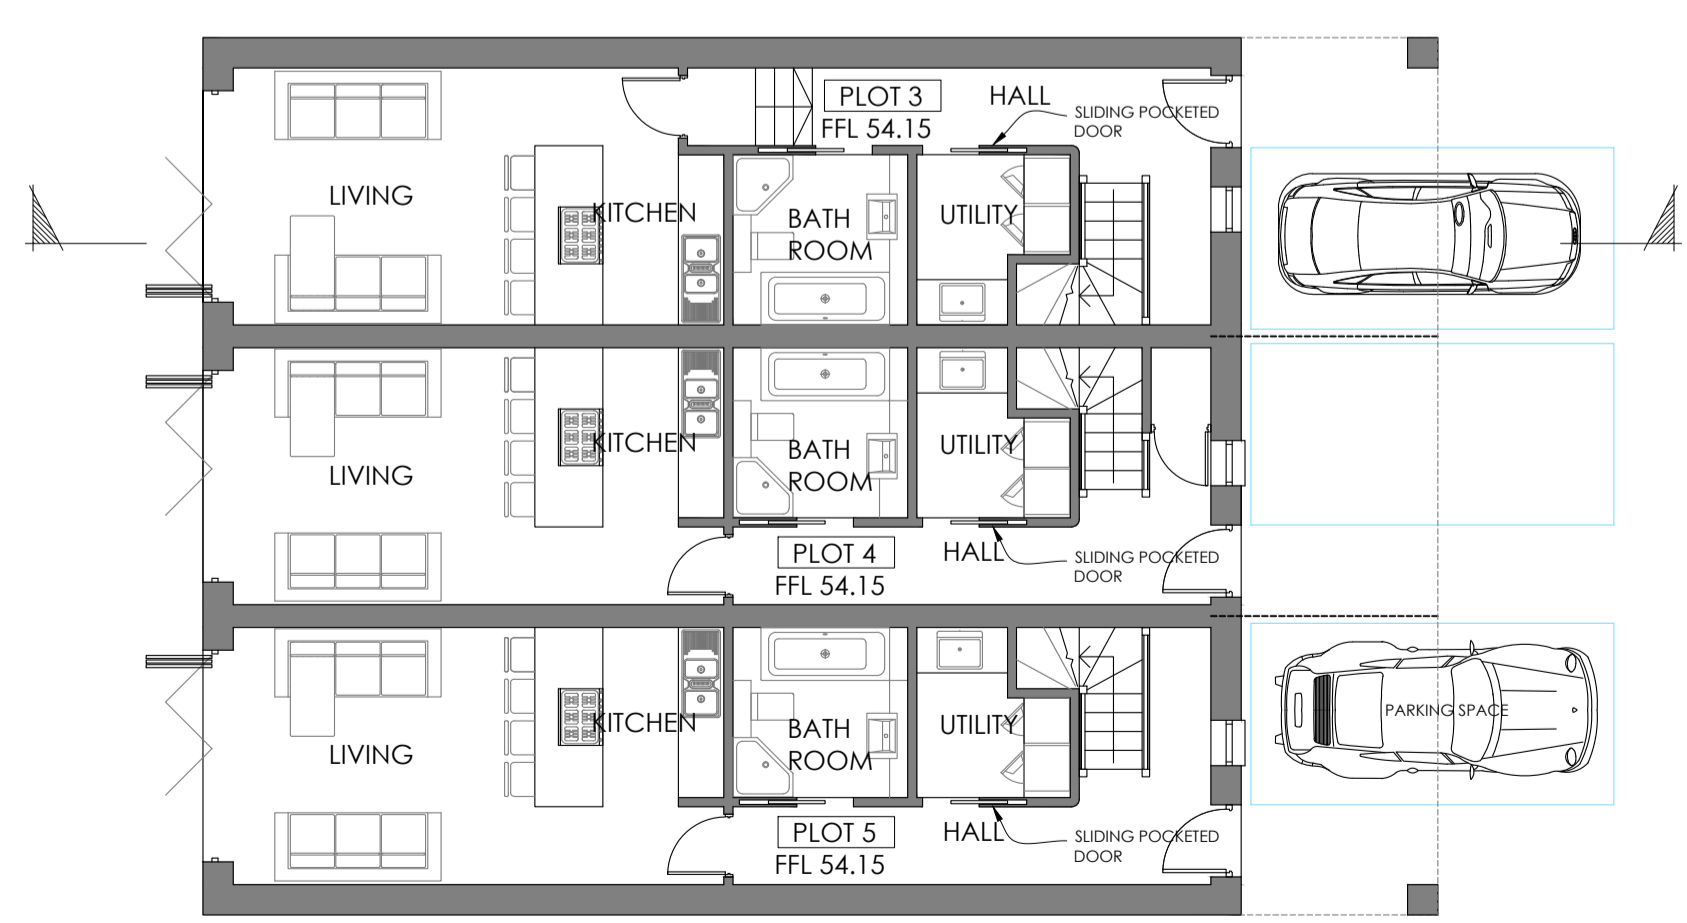 PLOT 3
FFL 54.15
HALL
SLIDING POCKETED
DOOR
LIVING
KITCHEN
BATH
ROOM
UTILITY
LIVING
KITCHEN
BATH
ROOM
UTILITY
PLOT 4
FFL 54.15
HALL
SLIDING POCKETED
DOOR
LIVING
KITCHEN
BATH
ROOM
UTILITY
PARKING SPACE
PLOT 5
FFL 54.15
HALL
SLIDING POCKETED
DOOR